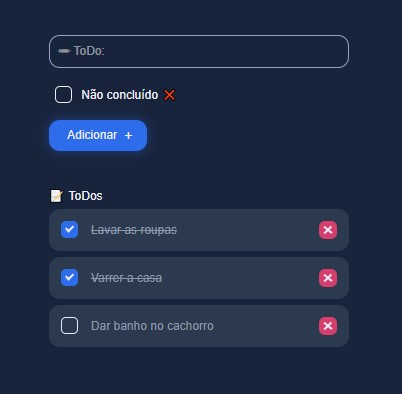 ToDo:
Não concluído ❌
Adicionar +
📝 ToDos
Lavar as roupas
Varrer a casa
Dar banho no cachorro